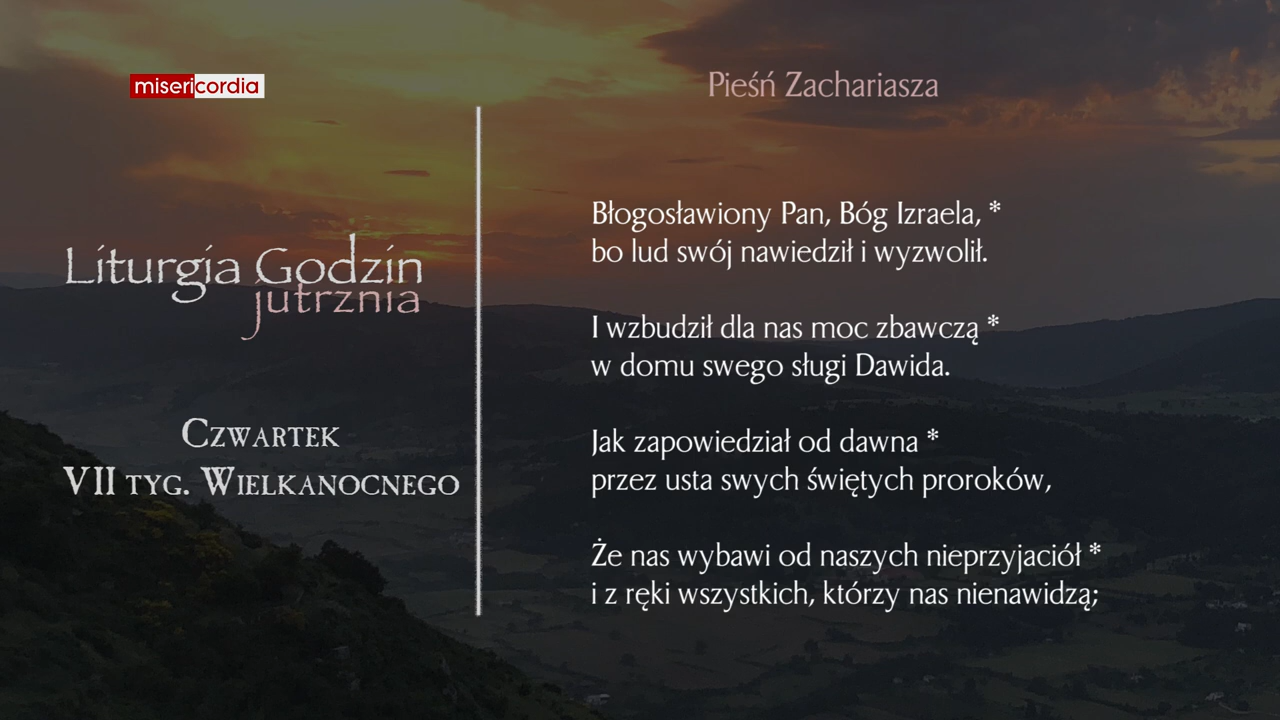 misericordia
Liturgia Godzin
jutrznia
Czwartek
VII tyg. Wielkanocnego
Pieśń Zachariasza
Błogosławiony Pan, Bóg Izraela, *
bo lud swój nawiedził i wyzwolił.
I wzbudził dla nas moc zbawczą *
w domu swego sługi Dawida.
Jak zapowiedział od dawna *
przez usta swych świętych proroków,
Że nas wybawi od naszych nieprzyjaciół *
i z ręki wszystkich, którzy nas nienawidzą;